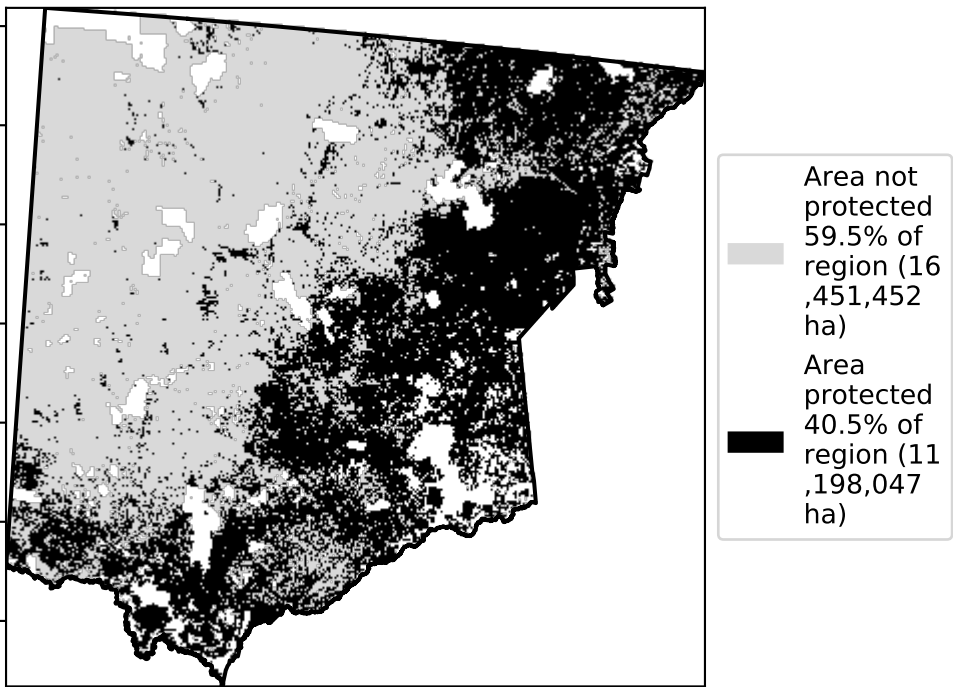 Area not
protected
59.5% of
region (16
,451,452
ha)
Area
protected
40.5% of
region (11
,198,047
ha)